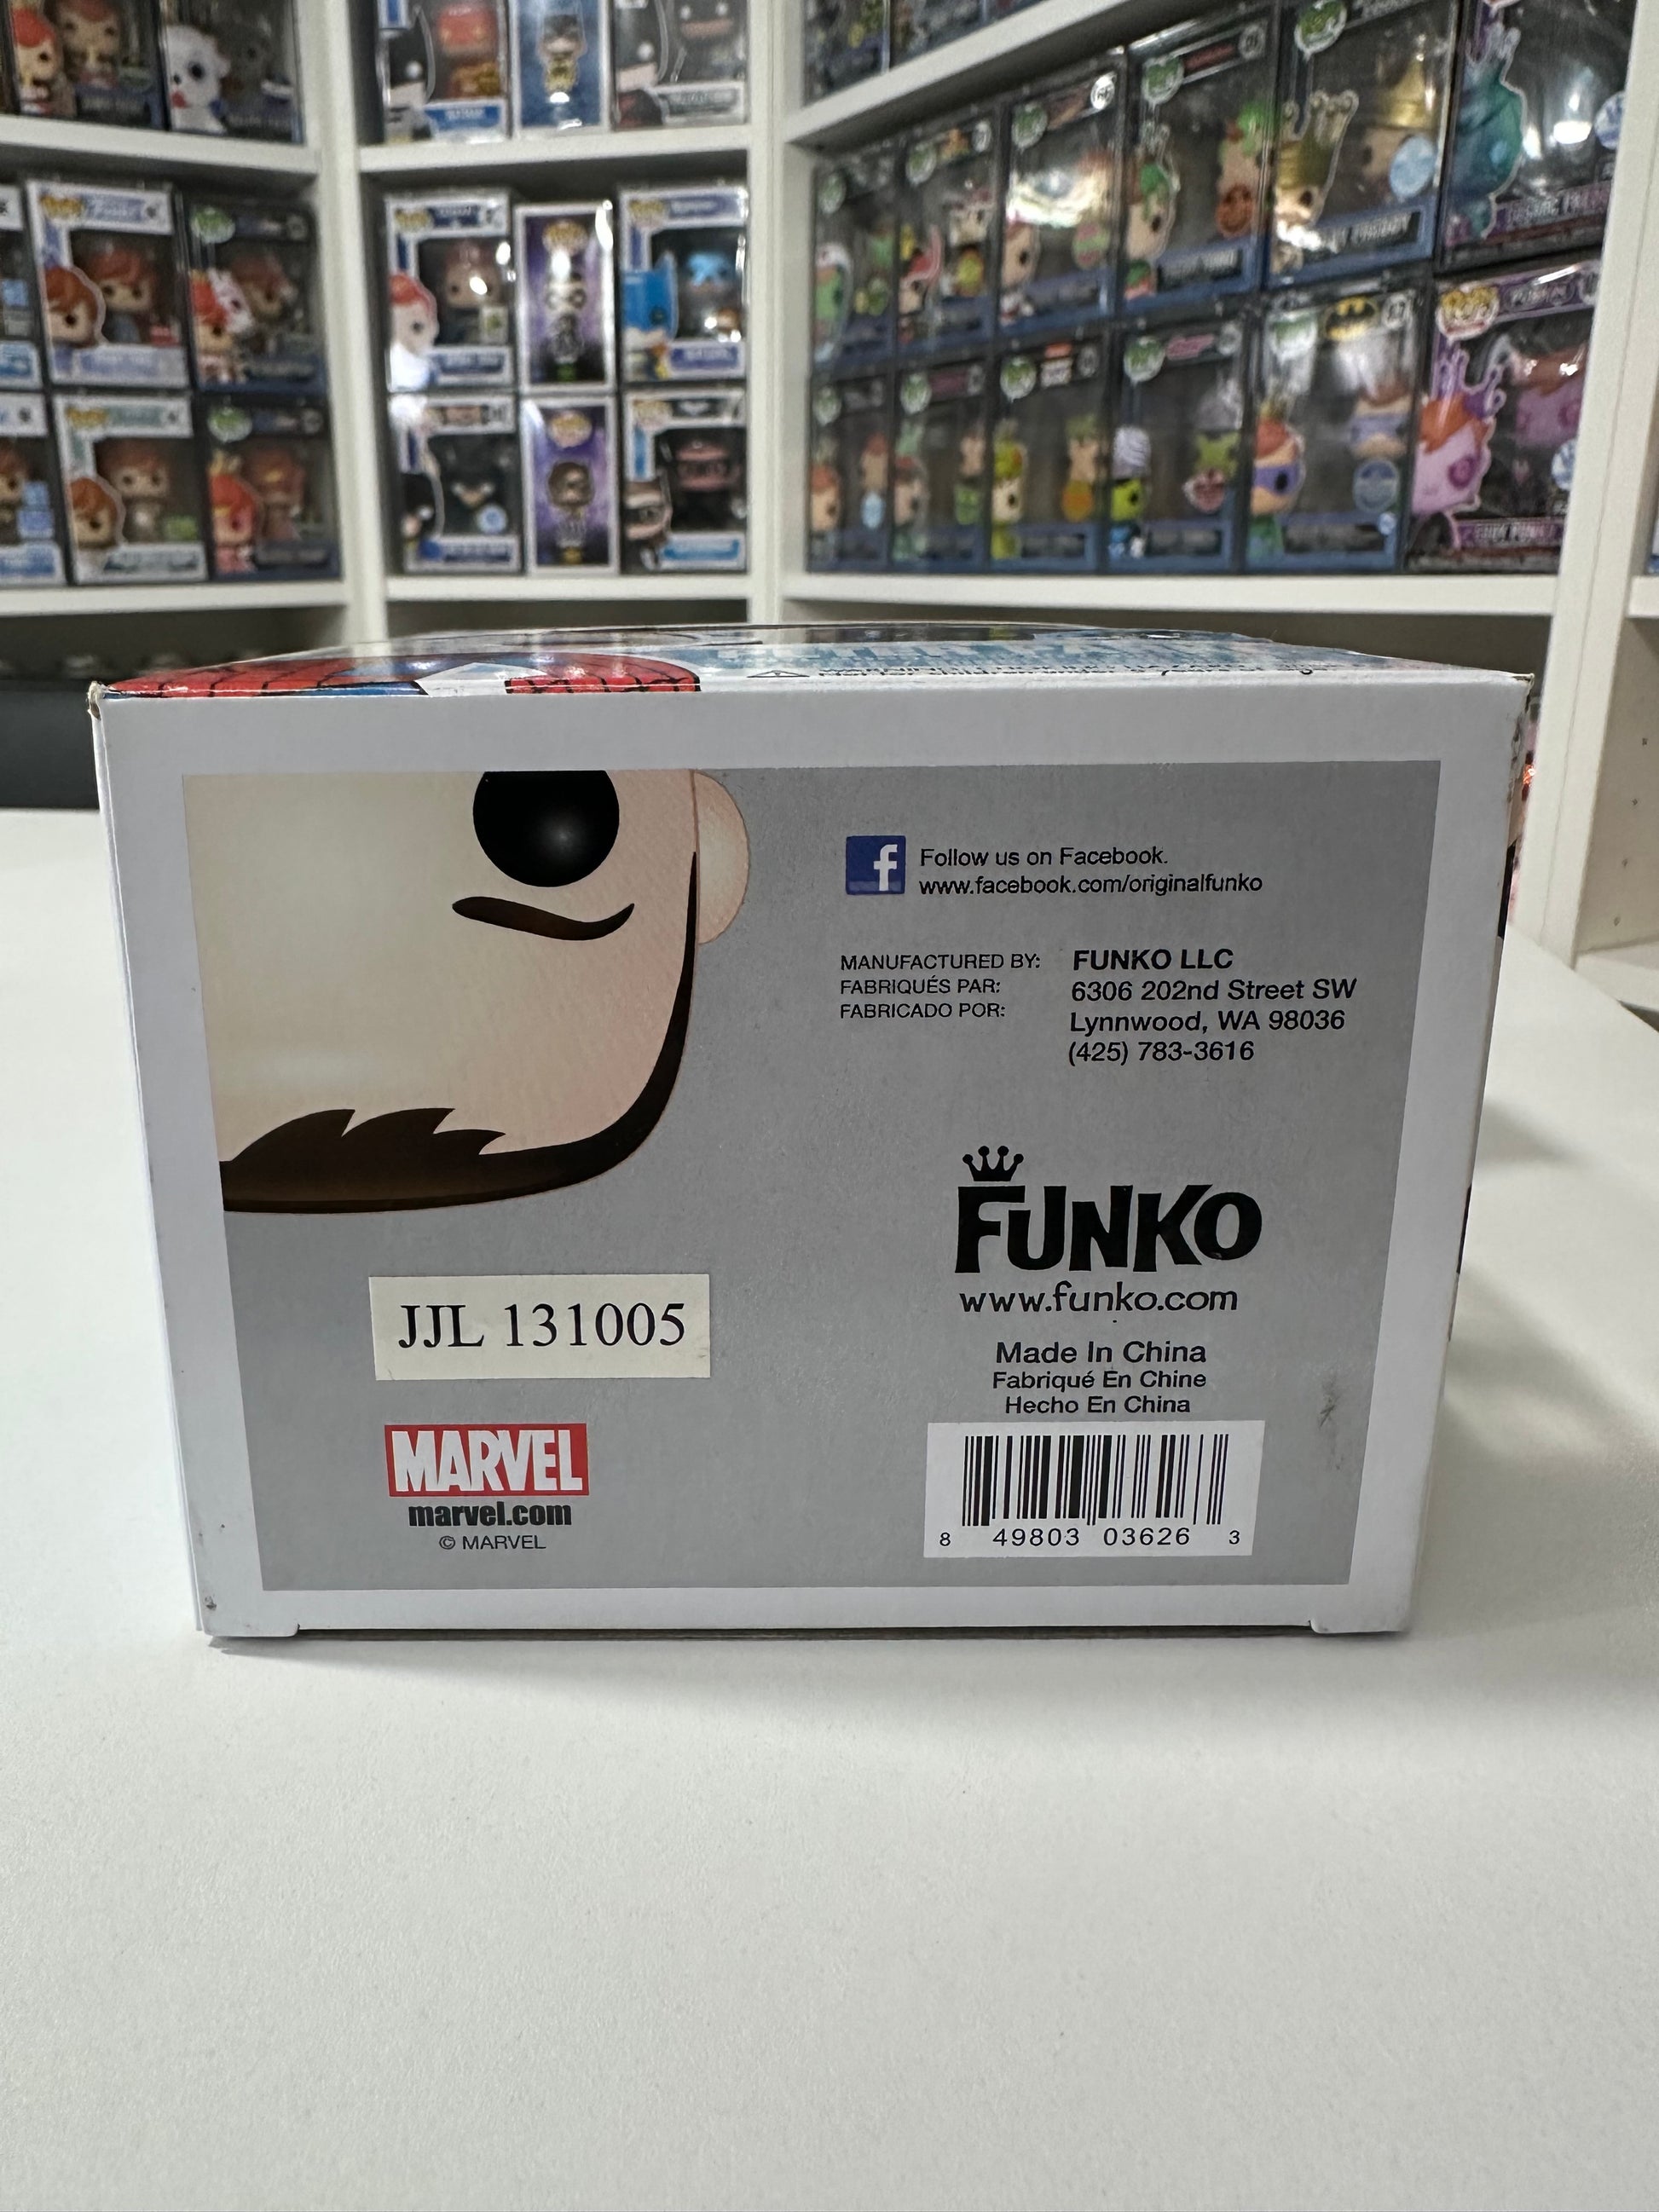 Follow us on Facebook.
www.facebook.com/originalfunko
MANUFACTURED BY:
FABRIQUÉS PAR:
FABRICADO POR:
FUNKO LLC
6306 202nd Street SW
Lynnwood, WA 98036
(425) 783-3616
FUNKO
www.funko.com
JJL 131005
Made In China
Fabriqué En Chine
Hecho En China
MARVEL
marvel.com
© MARVEL
8 49803 03626 3